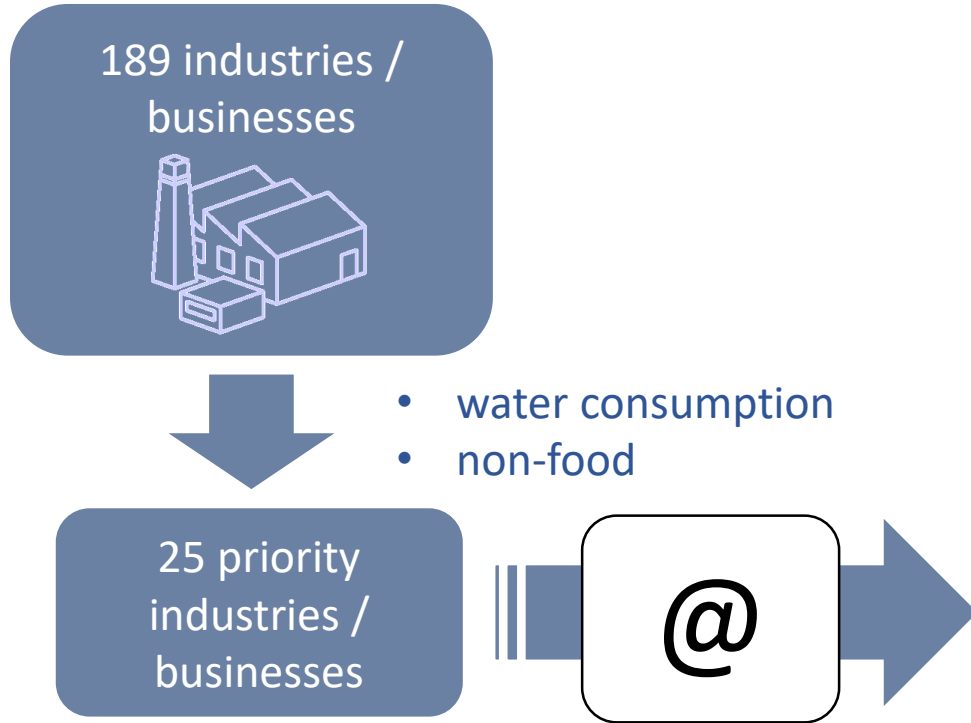 189 industries /
businesses
• water consumption
• non-food
25 priority
industries /
businesses
@